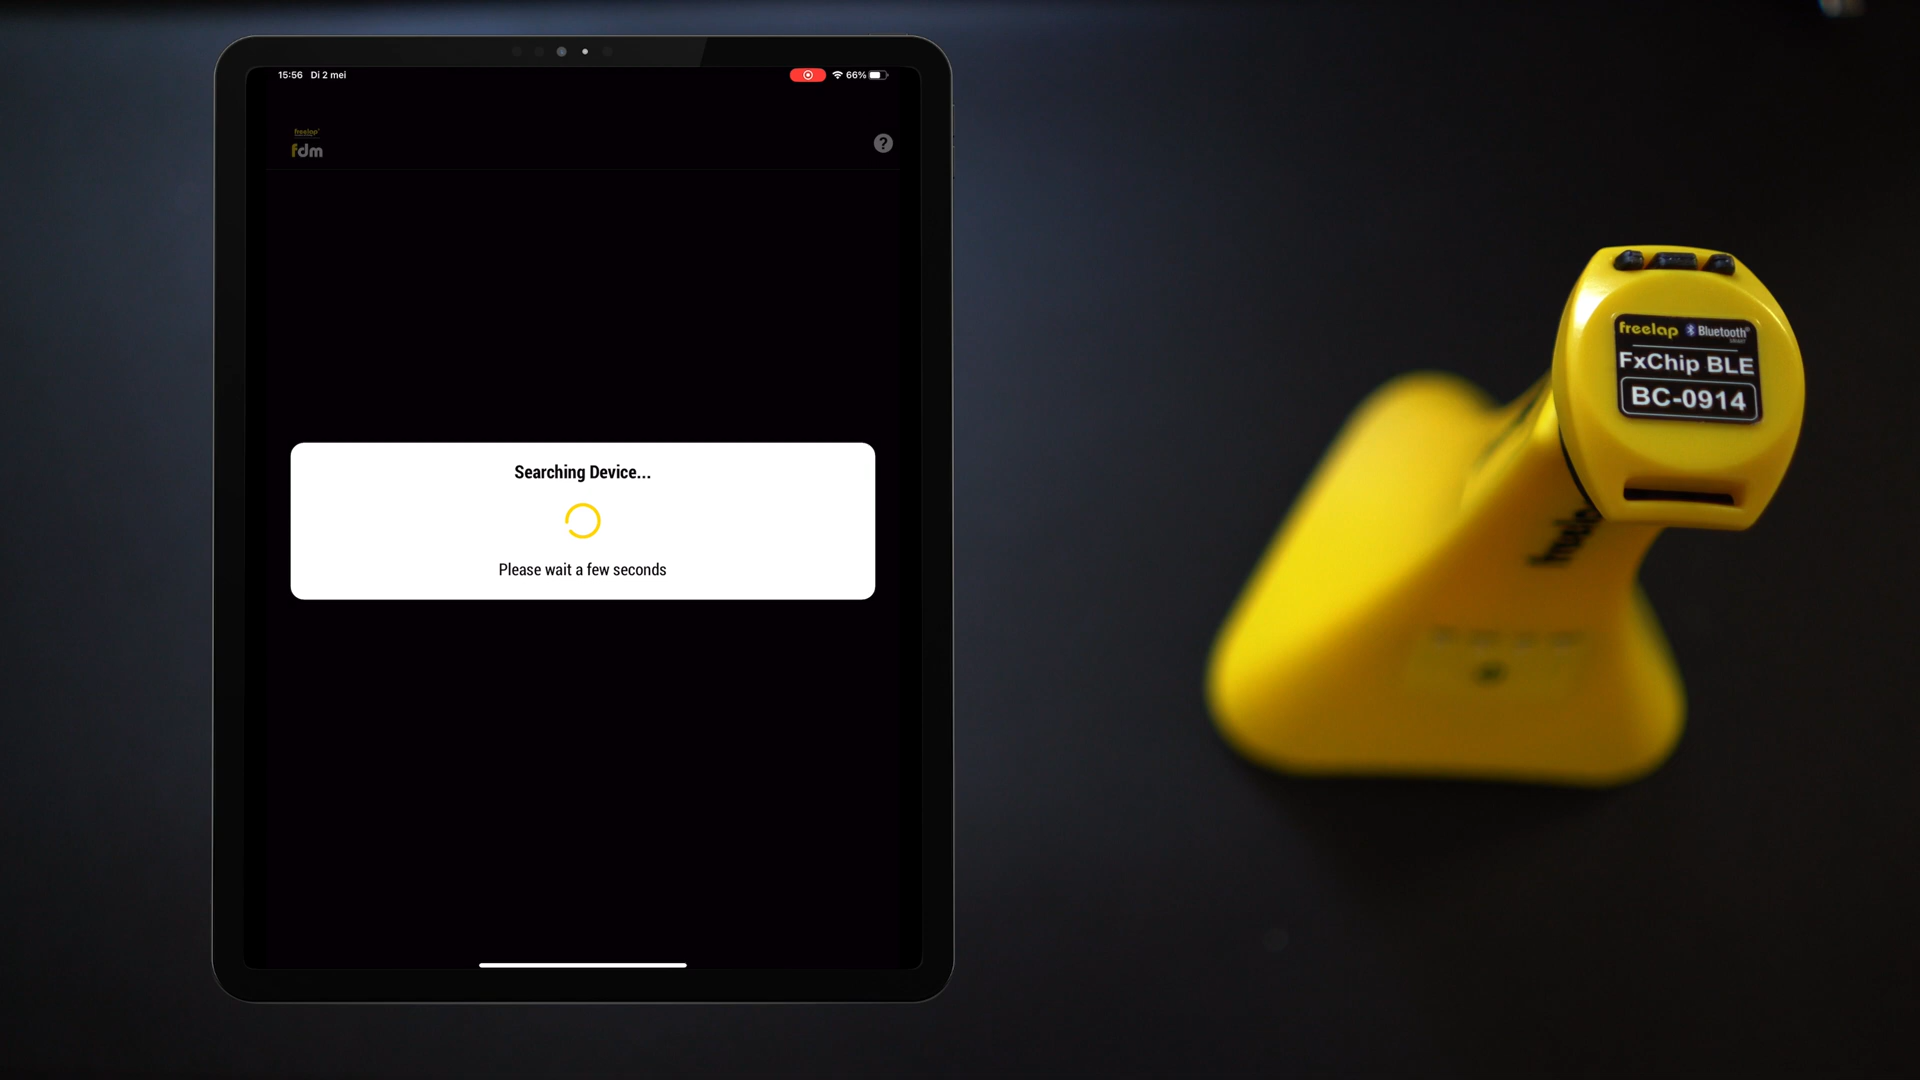 15:56 Di 2 mei
66%
freelap
fdm
?
Searching Device...
Please wait a few seconds
freelap Bluetooth®
FxChip BLE
BC-0914